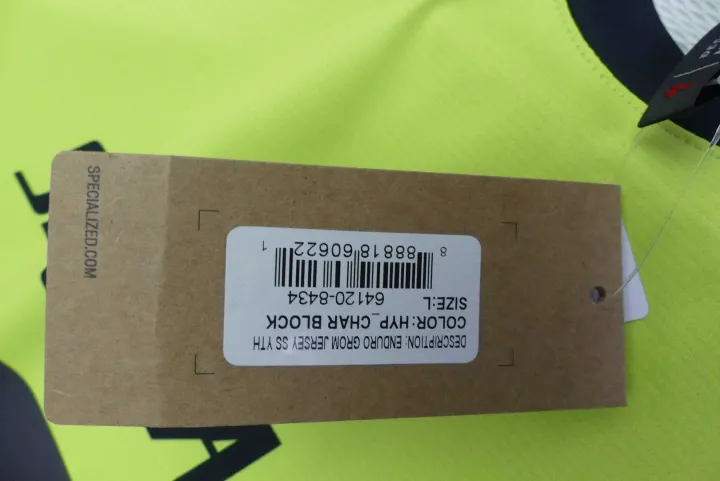 DESCRIPTION: ENDURO GROM JERSEY SS YTH
COLOR: HYP_CHAR BLOCK
SIZE:L
64120-8434
8 88818 60622 1
SPECIALIZED.COM